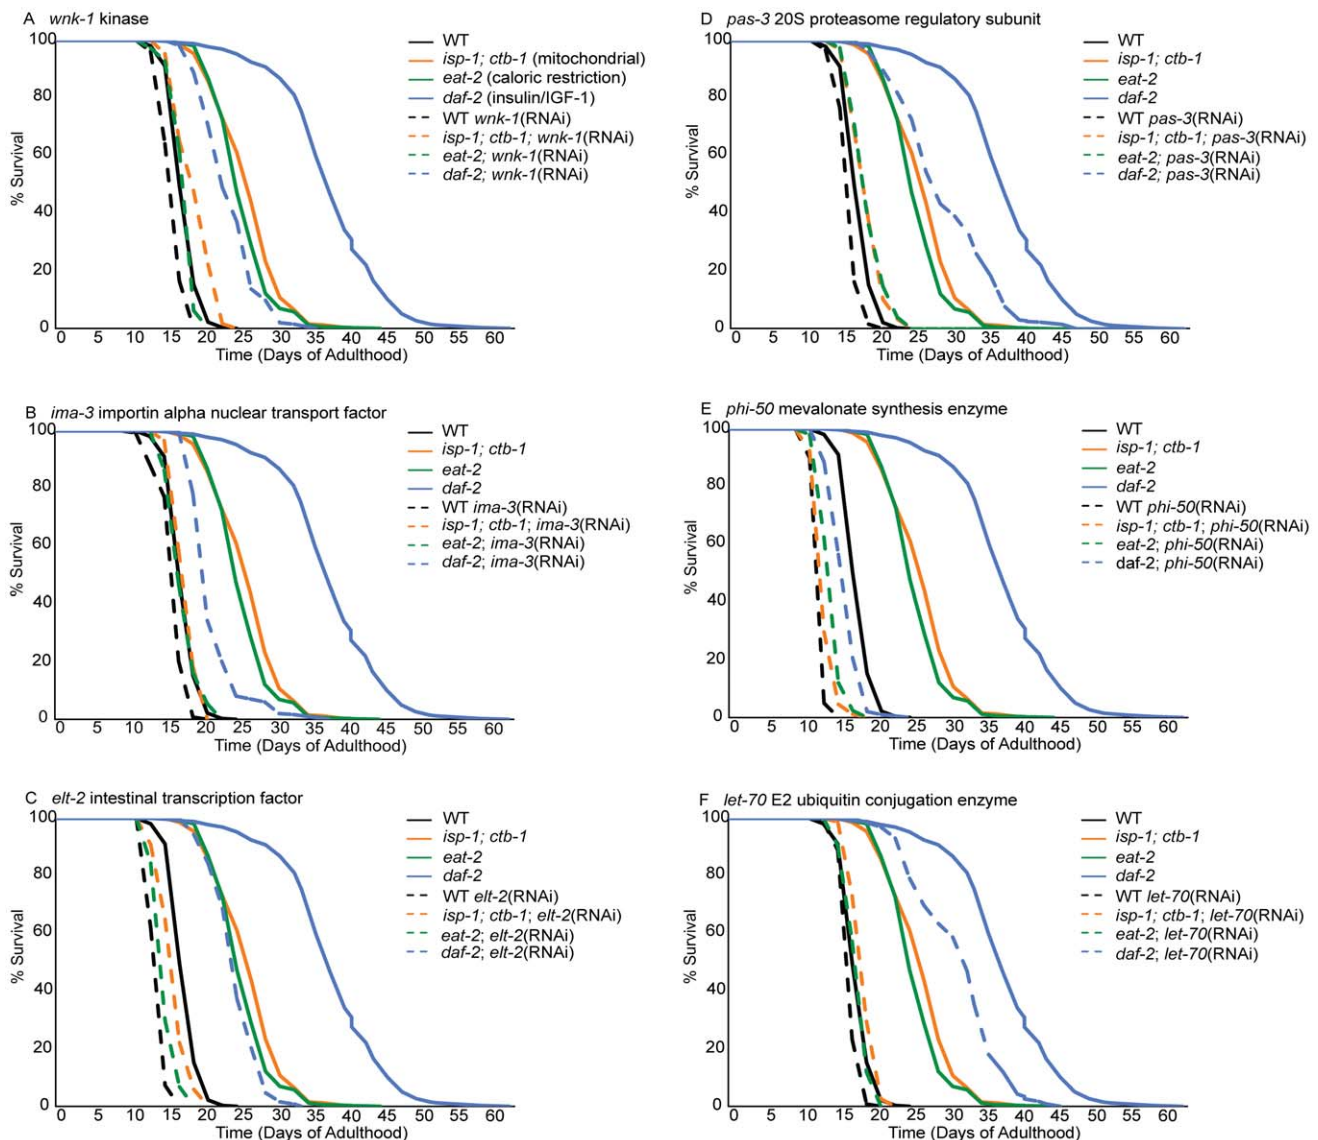 A wnk-1 kinase
% Survival
100
80
60
40
20
0
0 5 10 15 20 25 30 35 40 45 50 55 60
Time (Days of Adulthood)
WT
isp-1; ctb-1 (mitochondrial)
eat-2 (caloric restriction)
daf-2 (insulin/IGF-1)
WT wnk-1(RNAi)
isp-1; ctb-1; wnk-1(RNAi)
eat-2; wnk-1(RNAi)
daf-2; wnk-1(RNAi)
D pas-3 20S proteasome regulatory subunit
% Survival
100
80
60
40
20
0
0 5 10 15 20 25 30 35 40 45 50 55 60
Time (Days of Adulthood)
WT
isp-1; ctb-1
eat-2
daf-2
WT pas-3(RNAi)
isp-1; ctb-1; pas-3(RNAi)
eat-2; pas-3(RNAi)
daf-2; pas-3(RNAi)
B ima-3 importin alpha nuclear transport factor
% Survival
100
80
60
40
20
0
0 5 10 15 20 25 30 35 40 45 50 55 60
Time (Days of Adulthood)
WT
isp-1; ctb-1
eat-2
daf-2
WT ima-3(RNAi)
isp-1; ctb-1; ima-3(RNAi)
eat-2; ima-3(RNAi)
daf-2; ima-3(RNAi)
E phi-50 mevalonate synthesis enzyme
% Survival
100
80
60
40
20
0
0 5 10 15 20 25 30 35 40 45 50 55 60
Time (Days of Adulthood)
WT
isp-1; ctb-1
eat-2
daf-2
WT phi-50(RNAi)
isp-1; ctb-1; phi-50(RNAi)
eat-2; phi-50(RNAi)
daf-2; phi-50(RNAi)
C elt-2 intestinal transcription factor
% Survival
100
80
60
40
20
0
0 5 10 15 20 25 30 35 40 45 50 55 60
Time (Days of Adulthood)
WT
isp-1; ctb-1
eat-2
daf-2
WT elt-2(RNAi)
isp-1; ctb-1; elt-2(RNAi)
eat-2; elt-2(RNAi)
daf-2; elt-2(RNAi)
F let-70 E2 ubiquitin conjugation enzyme
% Survival
100
80
60
40
20
0
0 5 10 15 20 25 30 35 40 45 50 55 60
Time (Days of Adulthood)
WT
isp-1; ctb-1
eat-2
daf-2
WT let-70(RNAi)
isp-1; ctb-1; let-70(RNAi)
eat-2; let-70(RNAi)
daf-2; let-70(RNAi)